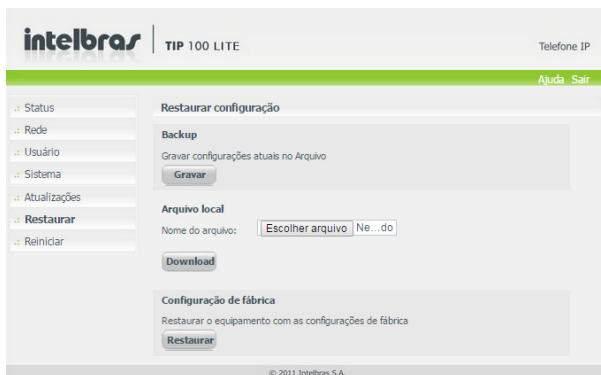 intelbras TIP 100 LITE
Telefone IP
Ajuda Sair
.: Status
.: Rede
.: Usuário
.: Sistema
.: Atualizações
.: Restaurar
.: Reiniciar
Restaurar configuração
Backup
Gravar configurações atuais no Arquivo
Gravar
Arquivo local
Nome do arquivo: Escolher arquivo Ne...do
Download
Configuração de fábrica
Restaurar o equipamento com as configurações de fábrica
Restaurar
© 2011 Intelbras S.A.